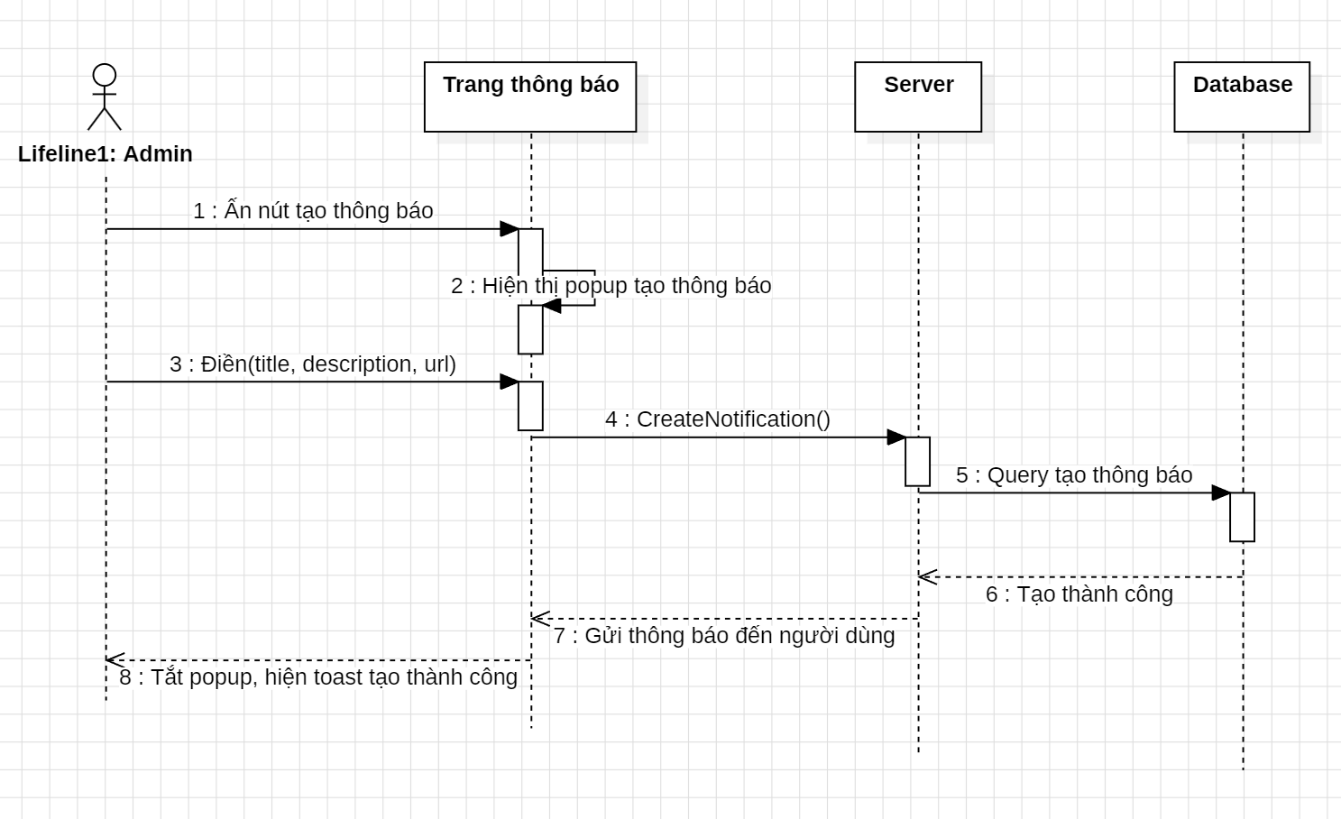 Trang thông báo
Server
Database
Lifeline1: Admin
1 : Ấn nút tạo thông báo
2 : Hiện thị popup tạo thông báo
3 : Điền(title, description, url)
4 : CreateNotification()
5 : Query tạo thông báo
6 : Tạo thành công
7 : Gửi thông báo đến người dùng
8 : Tắt popup, hiện toast tạo thành công